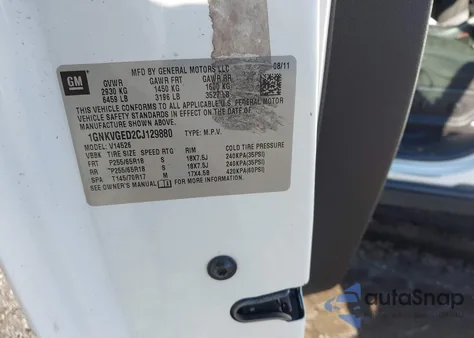 GM
MFD BY GENERAL MOTORS LLC 08/11
GVWR GAWR FRT GAWR RR
2930 KG 1450 KG 1600 KG
6459 LB 3196 LB 3527 LB
THIS VEHICLE CONFORMS TO ALL APPLICABLE
U.S. FEDERAL MOTOR VEHICLE
SAFETY STANDARDS IN EFFECT ON THE DATE OF
MANUFACTURE SHOWN ABOVE.
1GNKVGED2CJ129880 TYPE: M.P.V.
MODEL: V14526
TIRE SIZE SPEED RTG RIM COLD TIRE PRESSURE
FRT P255/65R18 S 18X7.5J 240KPA(35PSI)
RR P255/65R18 S 18X7.5J 240KPA(35PSI)
SPA T145/70R17 M 17X4.5B 420KPA(60PSI)
SEE OWNER'S MANUAL FOR ADDITIONAL INFORMATION
autoSnap